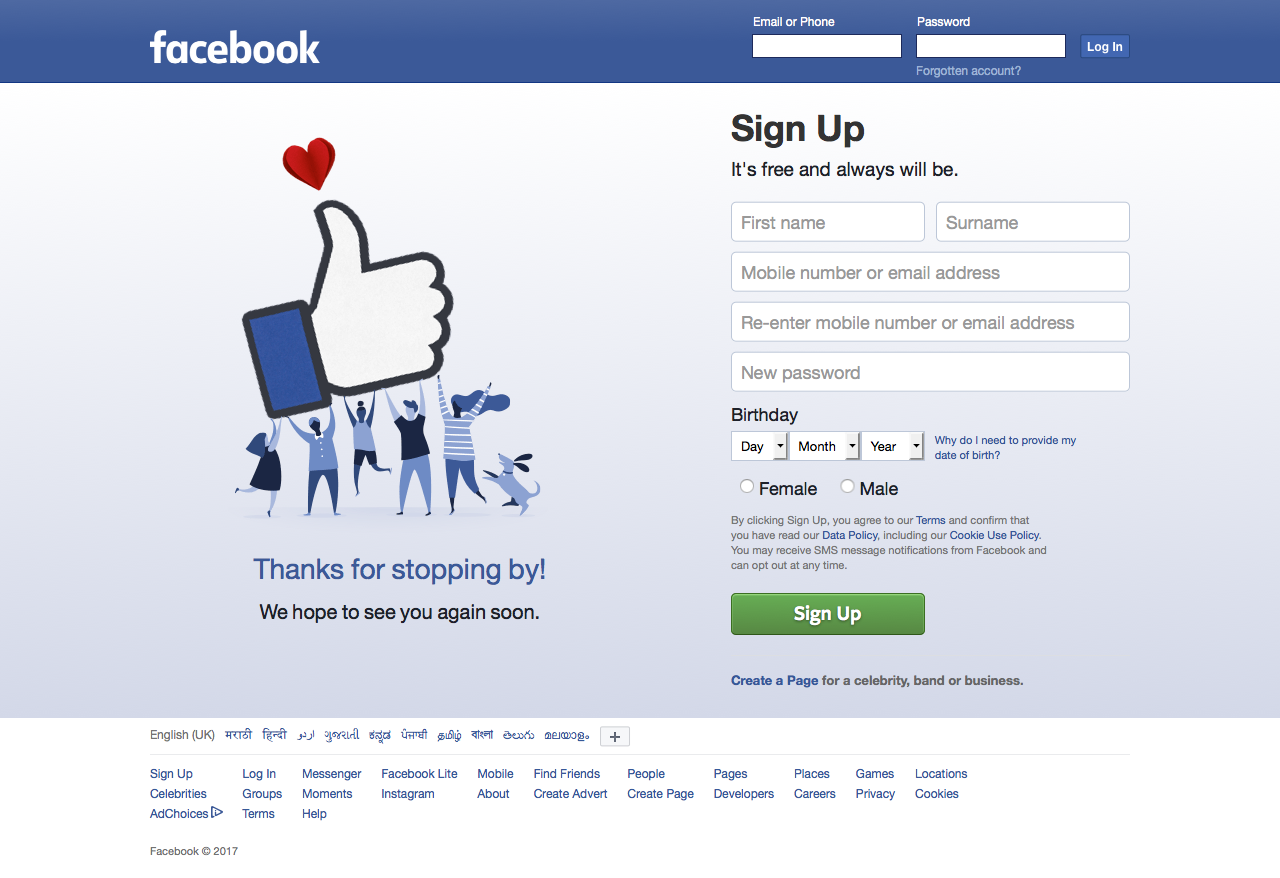 facebook
Email or Phone
Password
Log In
Forgotten account?
Sign Up
It's free and always will be.
First name
Surname
Mobile number or email address
Re-enter mobile number or email address
New password
Birthday
Day
Month
Year
Why do I need to provide my
date of birth?
Female
Male
By clicking Sign Up, you agree to our Terms and confirm that
you have read our Data Policy, including our Cookie Use Policy.
You may receive SMS message notifications from Facebook and
can opt out at any time.
Sign Up
Create a Page for a celebrity, band or business.
Thanks for stopping by!
We hope to see you again soon.
English (UK) मराठी हिन्दी اردو ગુજરાતી ಕನ್ನಡ ਪੰਜਾਬੀ தமிழ் বাংলা తెలుగు മലയാളം +
Sign Up Log In Messenger Facebook Lite Mobile Find Friends People Pages Places Games Locations
Celebrities Groups Moments Instagram About Create Advert Create Page Developers Careers Privacy Cookies
AdChoices Terms Help
Facebook © 2017